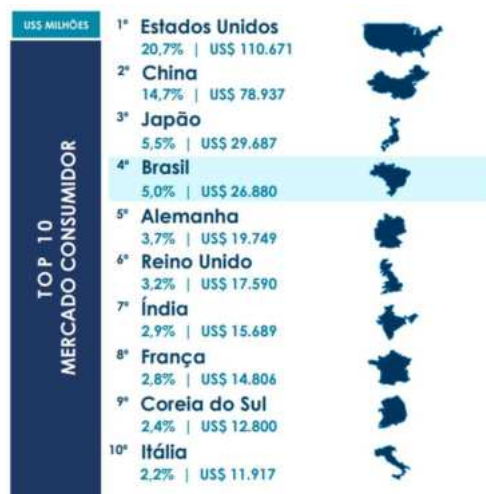 US$ MILHÕES
TOP 10
MERCADO CONSUMIDOR
1º Estados Unidos
20,7% | US$ 110.671
2º China
14,7% | US$ 78.937
3º Japão
5,5% | US$ 29.687
4º Brasil
5,0% | US$ 26.880
5º Alemanha
3,7% | US$ 19.749
6º Reino Unido
3,2% | US$ 17.590
7º Índia
2,9% | US$ 15.689
8º França
2,8% | US$ 14.806
9º Coreia do Sul
2,4% | US$ 12.800
10º Itália
2,2% | US$ 11.917